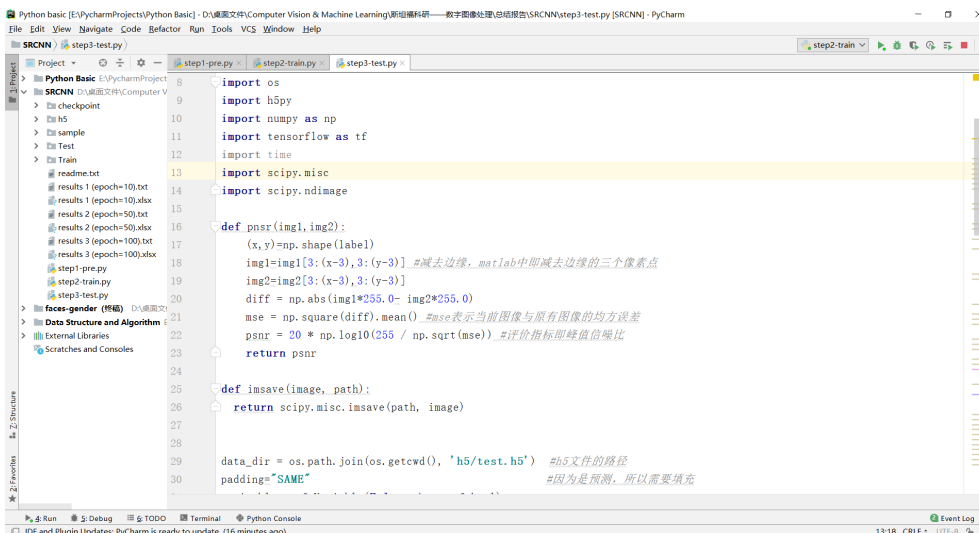 Python basic [E:\PycharmProjects\Python Basic] - D:\桌面文件\Computer Vision & Machine Learning\斯坦福科研——数字图像处理\总结报告\SRCNN\step3-test.py [SRCNN] - PyCharm
File Edit View Navigate Code Refactor Run Tools VCS Window Help
SRCNN step3-test.py step2-train
Project step1-pre.py step2-train.py step3-test.py
1: Project
Python Basic E:\PycharmProject
SRCNN D:\桌面文件\Computer V
checkpoint
h5
sample
Test
Train
readme.txt
results 1 (epoch=10).txt
results 1 (epoch=10).xlsx
results 2 (epoch=50).txt
results 2 (epoch=50).xlsx
results 3 (epoch=100).txt
results 3 (epoch=100).xlsx
step1-pre.py
step2-train.py
step3-test.py
faces-gender (终稿) D:\桌面文
Data Structure and Algorithm E
External Libraries
Scratches and Consoles
7: Structure
2: Favorites
8 import os
9 import h5py
10 import numpy as np
11 import tensorflow as tf
12 import time
13 import scipy.misc
14 import scipy.ndimage
15
16 def pnsr(img1,img2):
17 (x,y)=np.shape(label)
18 img1=img1[3:(x-3),3:(y-3)] #减去边缘，matlab中即减去边缘的三个像素点
19 img2=img2[3:(x-3),3:(y-3)]
20 diff = np.abs(img1*255.0- img2*255.0)
21 mse = np.square(diff).mean() #mse表示当前图像与原有图像的均方误差
22 psnr = 20 * np.log10(255 / np.sqrt(mse)) #评价指标即峰值信噪比
23 return psnr
24
25 def imsave(image, path):
26 return scipy.misc.imsave(path, image)
27
28
29 data_dir = os.path.join(os.getcwd(), 'h5/test.h5') #h5文件的路径
30 padding="SAME" #因为是预测，所以需要填充
4: Run 5: Debug 6: TODO Terminal Python Console Event Log
IDE and Plugin Updates: PyCharm is ready to update. (16 minutes ago) 13:18 CRLF UTF-8